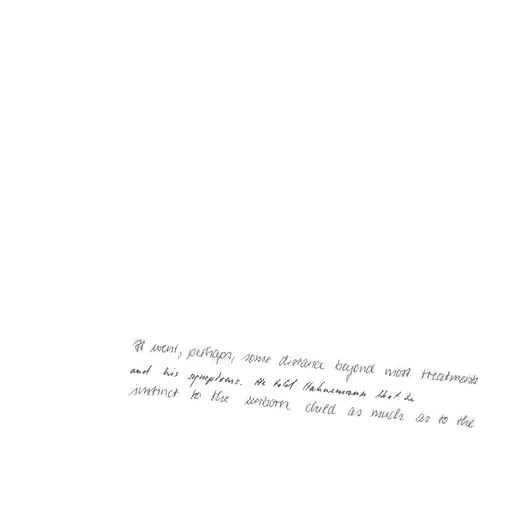 It went, perhaps, some distance beyond most treatments
and his symptoms. He told Hahnemann that he
instinct to the unborn child as much as to the